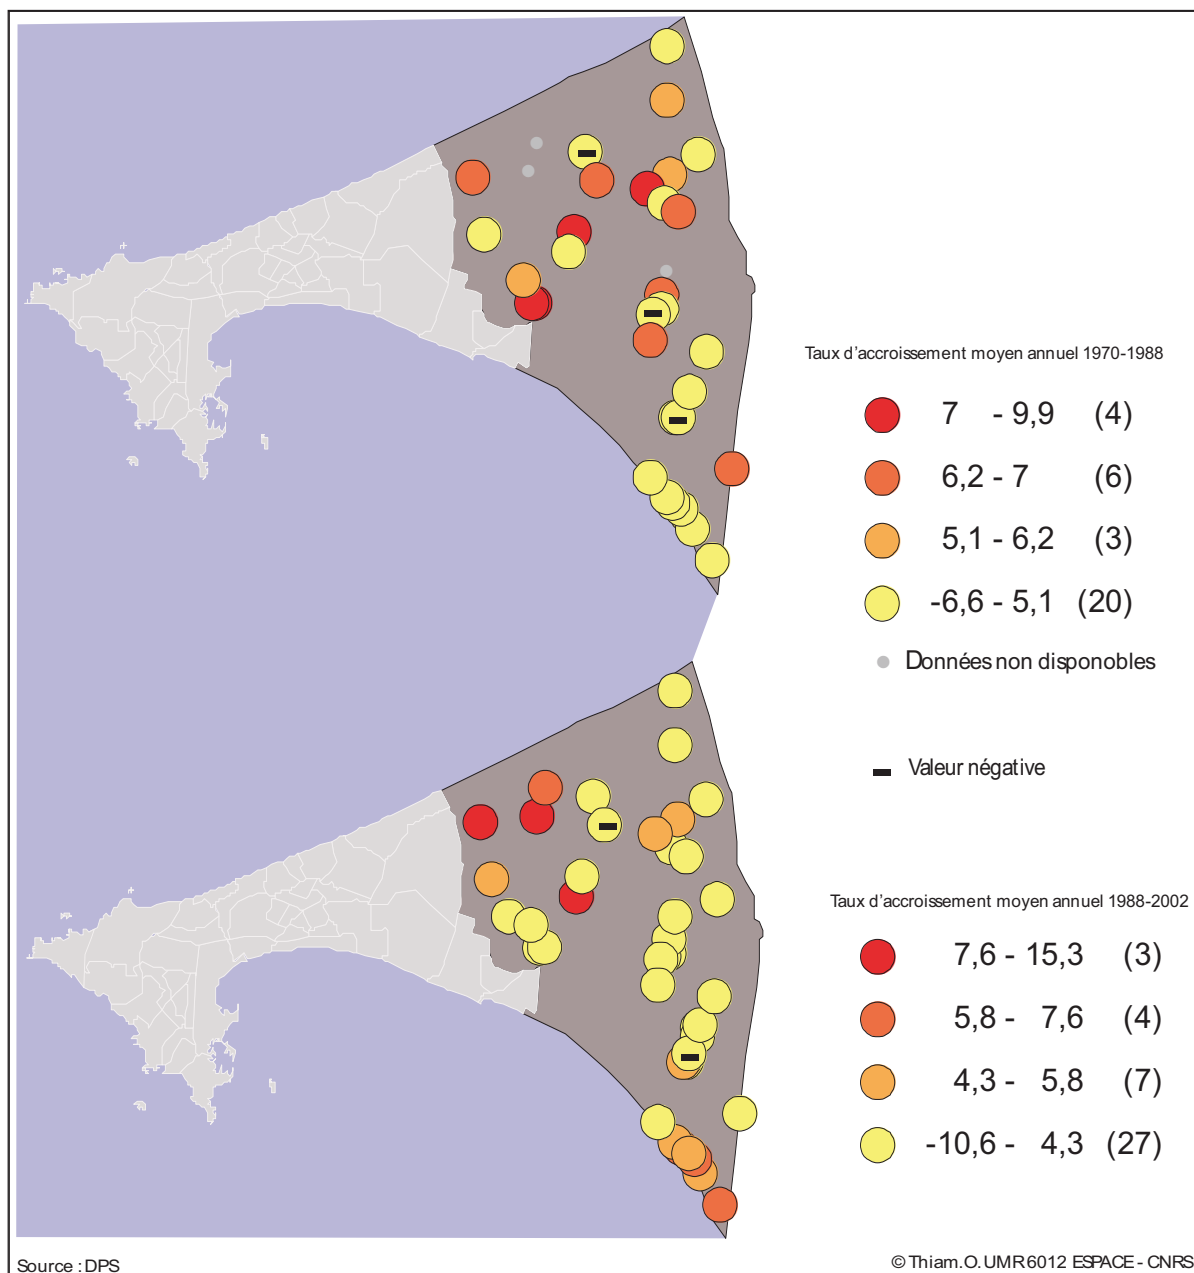 Taux d'accroissement moyen annuel 1970-1988
7 - 9,9 (4)
6,2 - 7 (6)
5,1 - 6,2 (3)
-6,6 - 5,1 (20)
Données non disponobles
Valeur négative
Taux d'accroissement moyen annuel 1988-2002
7,6 - 15,3 (3)
5,8 - 7,6 (4)
4,3 - 5,8 (7)
-10,6 - 4,3 (27)
Source : DPS
© Thiam.O. UMR 6012 ESPACE - CNRS